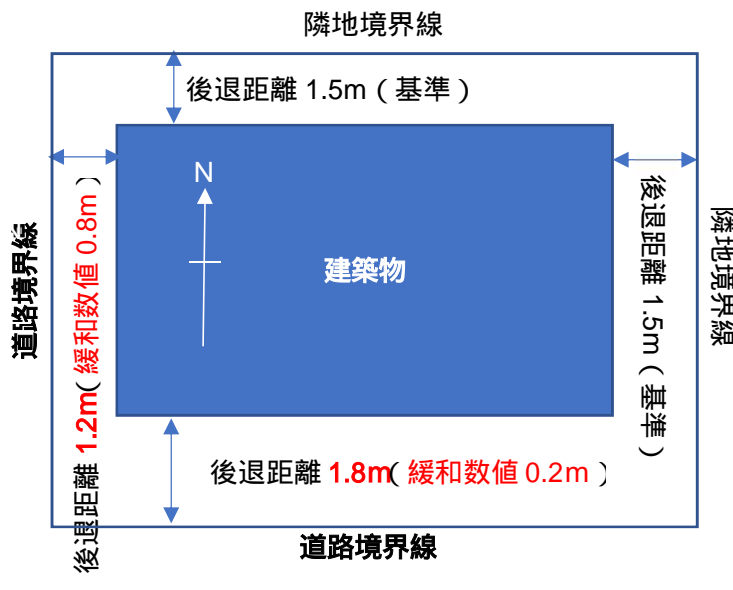 隣地境界線
後退距離 1.5m（基準）
N
建築物
道路境界線
後退距離 1.2m（緩和数値 0.8m）
後退距離 1.5m（基準）
隣地境界線
後退距離 1.8m（緩和数値 0.2m）
道路境界線